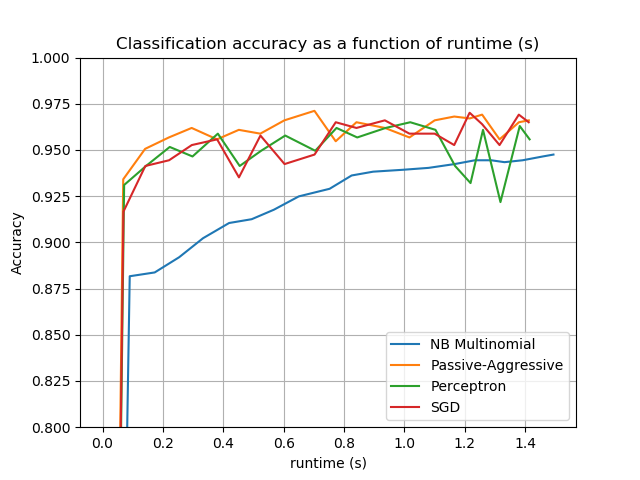 Classification accuracy as a function of runtime (s)
1.000
0.975
0.950
0.925
0.900
0.875
0.850
0.825
0.800
Accuracy
NB Multinomial
Passive-Aggressive
Perceptron
SGD
0.0 0.2 0.4 0.6 0.8 1.0 1.2 1.4
runtime (s)